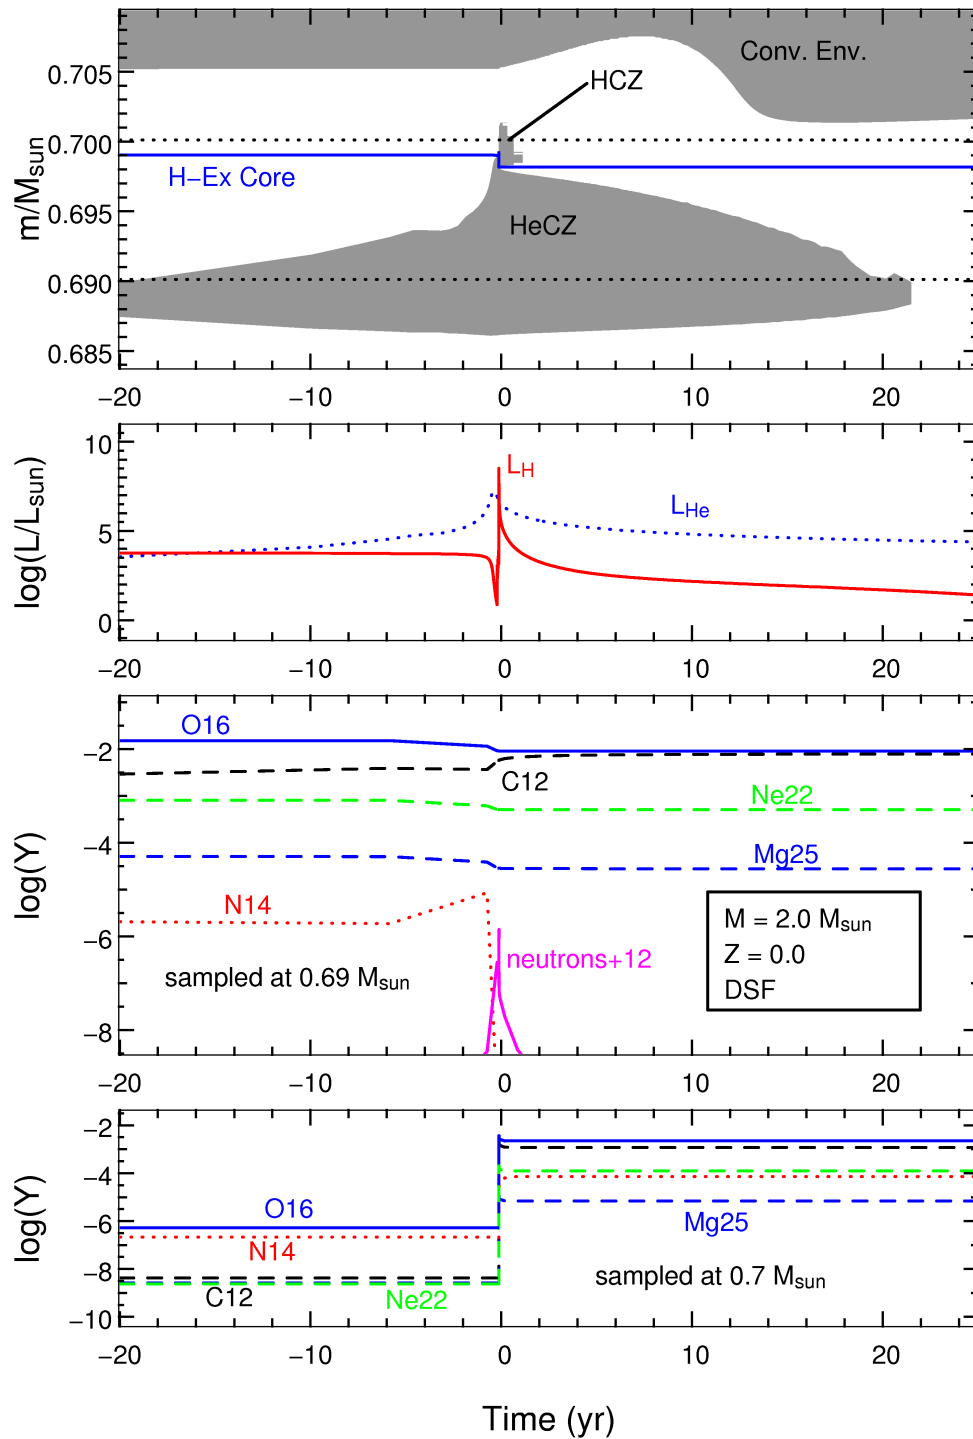 Conv. Env.
0.705
HCZ
0.700
m/Msun
H−Ex Core
0.695
HeCZ
0.690
0.685
−20 −10 0 10 20
10
LH
LHe
log(L/Lsun)
5
0
−20 −10 0 10 20
O16
−2
C12
Ne22
−4
Mg25
log(Y)
N14
M = 2.0 Msun
−6
neutrons+12
Z = 0.0
sampled at 0.69 Msun
DSF
−8
−20 −10 0 10 20
−2
−4
log(Y)
O16
Mg25
−6
N14
sampled at 0.7 Msun
−8
C12
Ne22
−10
−20 −10 0 10 20
Time (yr)